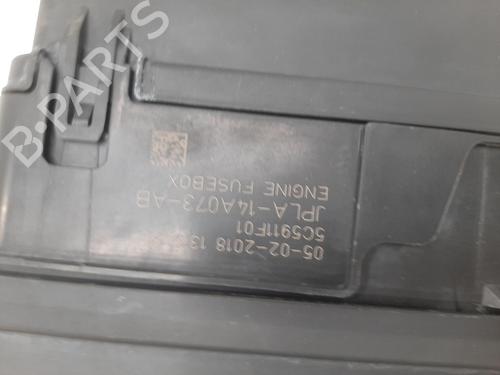 B-PARTS
ENGINE FUSEBOX
JPLA-14A073-AB
5C5911F01
05-02-2018 13